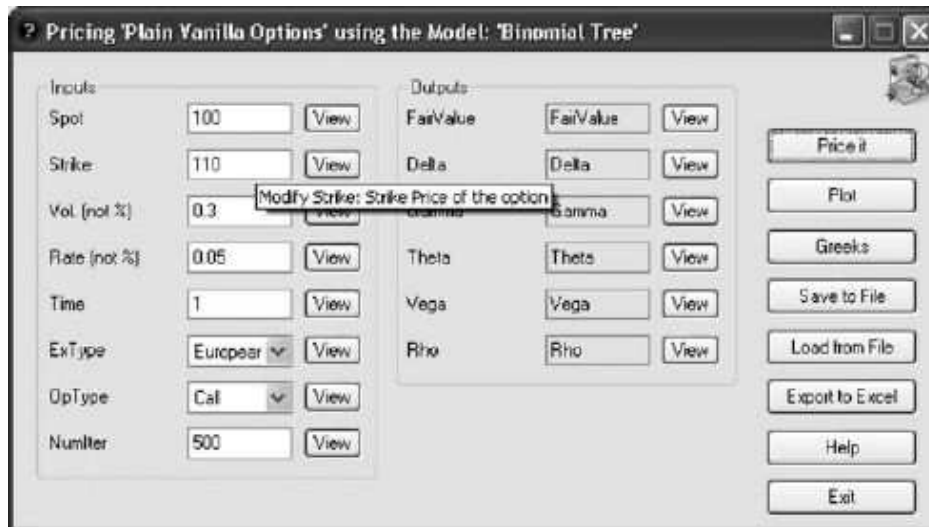 ? Pricing 'Plain Vanilla Options' using the Model: 'Binomial Tree'
Inputs
Spot 100 View
Strike 110 View
Vol. (not %) 0.3 View
Rate (not %) 0.05 View
Time 1 View
ExType European View
OpType Call View
NumIter 500 View
Modify Strike: Strike Price of the option
Outputs
FairValue FairValue View
Delta Delta View
Gamma Gamma View
Theta Theta View
Vega Vega View
Rho Rho View
Price it
Plot
Greeks
Save to File
Load from File
Export to Excel
Help
Exit